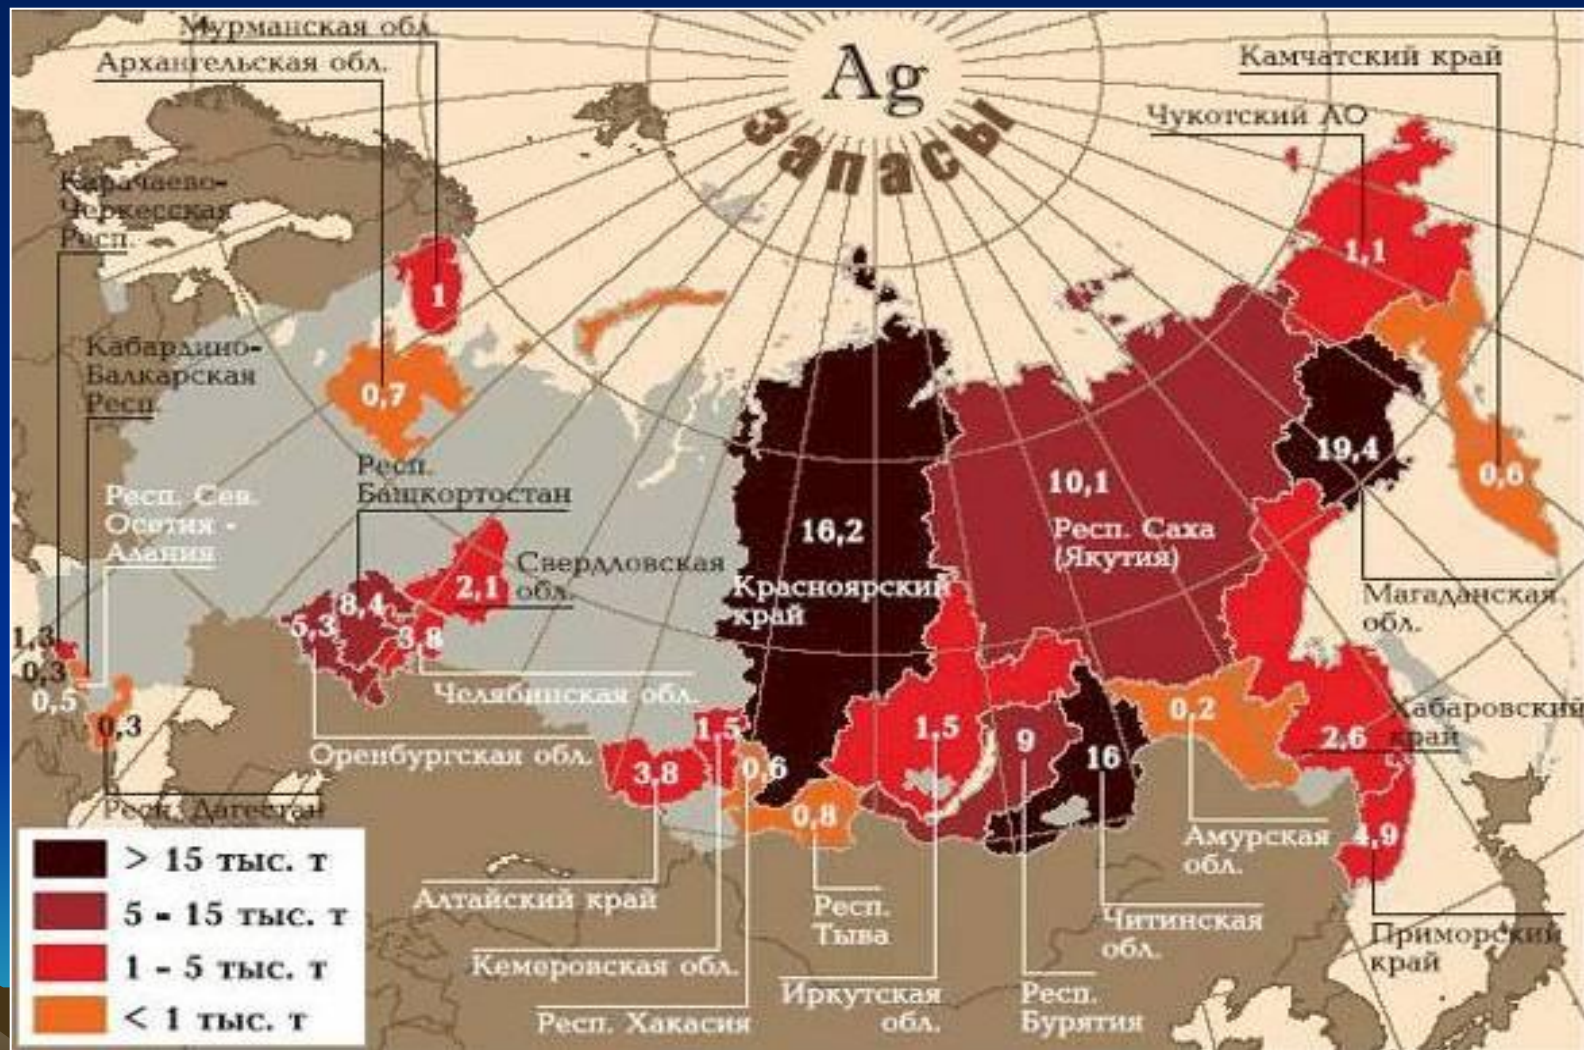 Мурманская обл.
Архангельская обл.
Ag
Запасы
Камчатский край
Чукотский АО
Карачаево-
Черкесская
Респ.
1,1
1
Кабардино-
Балкарская
Респ.
0,7
19,4
0,6
Респ.
Башкортостан
10,1
Респ. Саха
(Якутия)
Респ. Сев.
Осетия -
Алания
16,2
Красноярский
край
Свердловская
обл.
2,1
8,4
5,3
3,8
Магаданская
обл.
1,3
0,3
0,5
0,3
Челябинская обл.
Оренбургская обл.
1,5
3,8
0,6
0,8
1,5
9
16
0,2
2,6
Хабаровский
край
4,9
Респ. Дагестан
Амурская
обл.
Алтайский край
Респ.
Тыва
Читинская
обл.
Приморский
край
Кемеровская обл.
Иркутская
обл.
Респ.
Бурятия
Респ. Хакасия
> 15 тыс. т
5 - 15 тыс. т
1 - 5 тыс. т
< 1 тыс. т